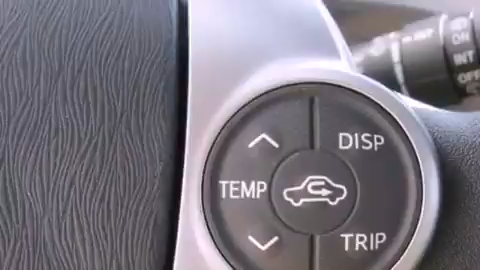 DISP
TEMP
TRIP
ON
INT
OFF